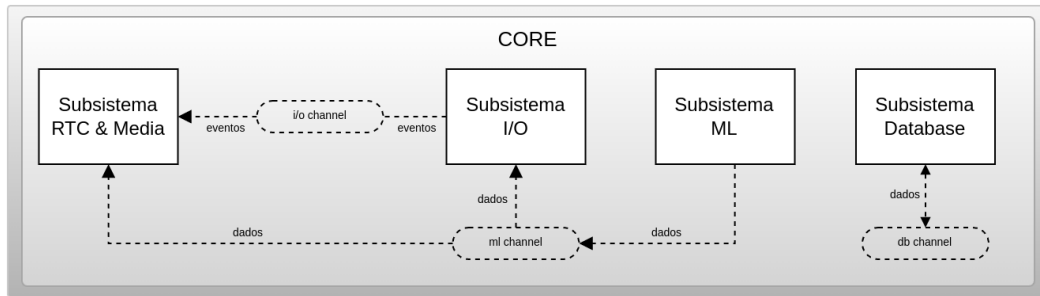 CORE
Subsistema
RTC & Media
eventos
i/o channel
eventos
Subsistema
I/O
Subsistema
ML
Subsistema
Database
dados
dados
dados
ml channel
dados
db channel